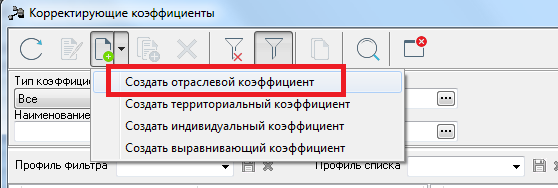 Корректирующие коэффициенты
Создать отраслевой коэффициент
Тип коэффици
Все
Создать территориальный коэффициент
Наименование
Создать индивидуальный коэффициент
Создать выравнивающий коэффициент
Профиль фильтра
Профиль списка